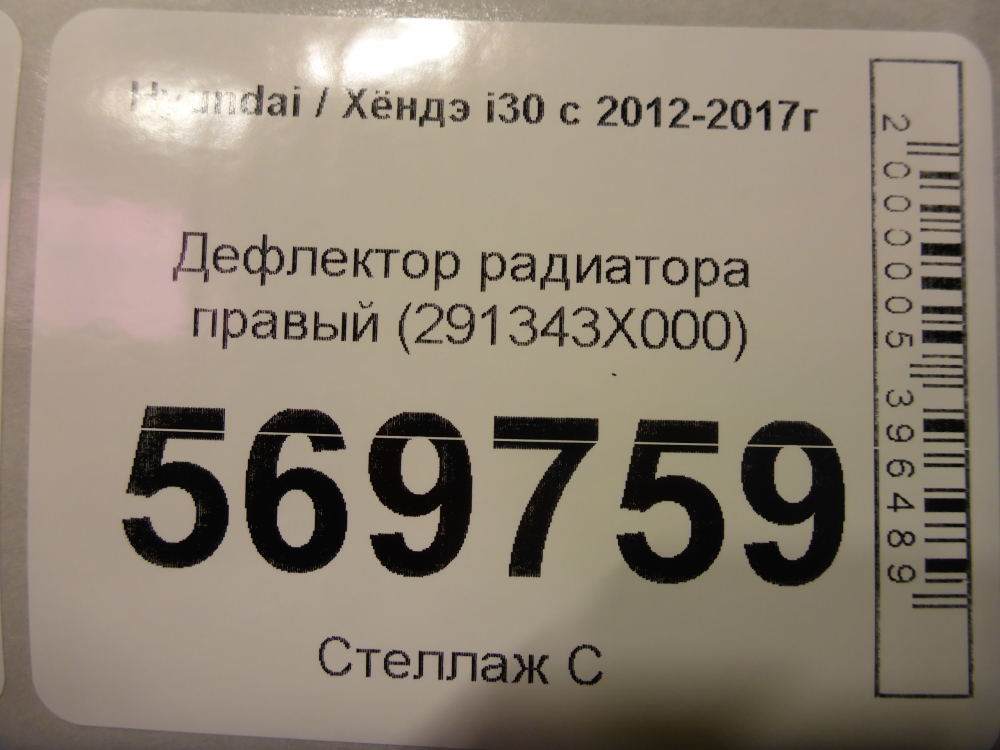 Hyundai / Хёндэ i30 с 2012-2017г
Дефлектор радиатора
правый (291343X000)
569759
Стеллаж С
2000005396489